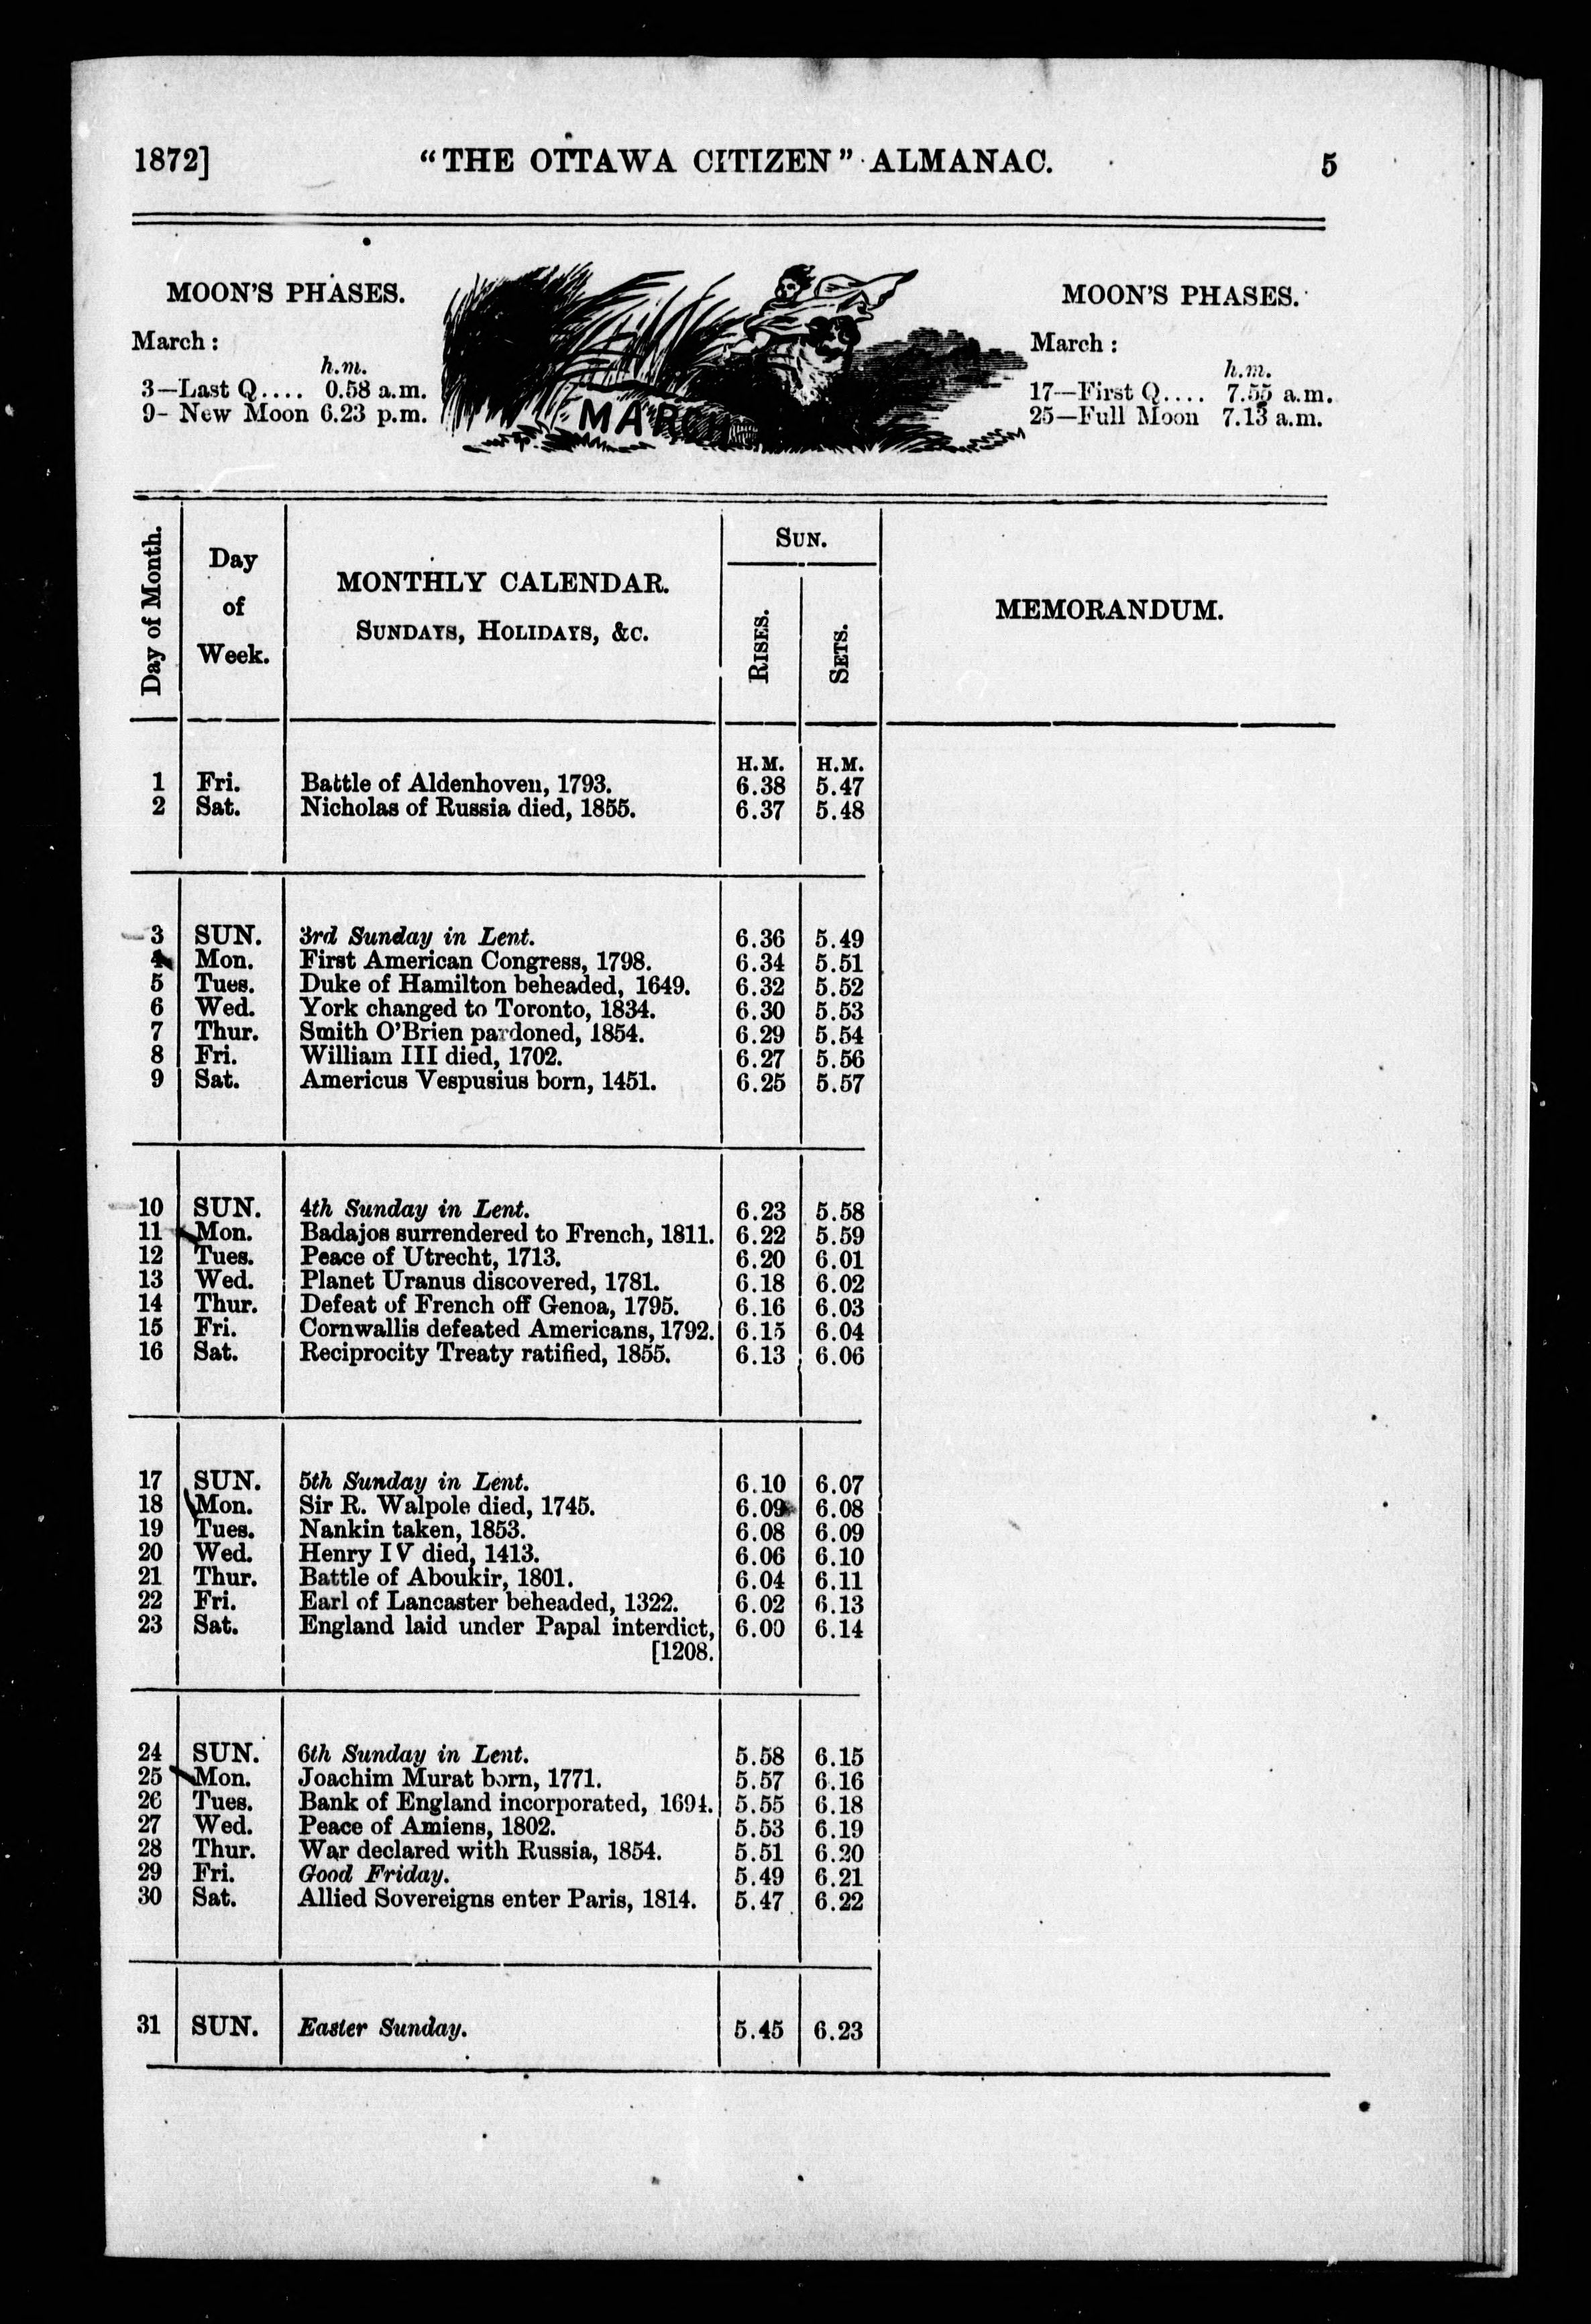 1872] "THE OTTAWA CITIZEN" ALMANAC. 5
MOON'S PHASES.
March :
h.m.
3—Last Q.... 0.58 a.m.
9- New Moon 6.23 p.m.
MARCH
MOON'S PHASES.
March :
h.m.
17—First Q.... 7.55 a.m.
25—Full Moon 7.13 a.m.
Day of Month.
Day
of
Week.
MONTHLY CALENDAR.
SUNDAYS, HOLIDAYS, &C.
SUN.
RISES.
SETS.
MEMORANDUM.
H.M. H.M.
1 Fri. Battle of Aldenhoven, 1793. 6.38 5.47
2 Sat. Nicholas of Russia died, 1855. 6.37 5.48
3 SUN. 3rd Sunday in Lent. 6.36 5.49
4 Mon. First American Congress, 1798. 6.34 5.51
5 Tues. Duke of Hamilton beheaded, 1649. 6.32 5.52
6 Wed. York changed to Toronto, 1834. 6.30 5.53
7 Thur. Smith O'Brien pardoned, 1854. 6.29 5.54
8 Fri. William III died, 1702. 6.27 5.56
9 Sat. Americus Vespusius born, 1451. 6.25 5.57
10 SUN. 4th Sunday in Lent. 6.23 5.58
11 Mon. Badajos surrendered to French, 1811. 6.22 5.59
12 Tues. Peace of Utrecht, 1713. 6.20 6.01
13 Wed. Planet Uranus discovered, 1781. 6.18 6.02
14 Thur. Defeat of French off Genoa, 1795. 6.16 6.03
15 Fri. Cornwallis defeated Americans, 1792. 6.15 6.04
16 Sat. Reciprocity Treaty ratified, 1855. 6.13 6.06
17 SUN. 5th Sunday in Lent. 6.10 6.07
18 Mon. Sir R. Walpole died, 1745. 6.09 6.08
19 Tues. Nankin taken, 1853. 6.08 6.09
20 Wed. Henry IV died, 1413. 6.06 6.10
21 Thur. Battle of Aboukir, 1801. 6.04 6.11
22 Fri. Earl of Lancaster beheaded, 1322. 6.02 6.13
23 Sat. England laid under Papal interdict, 6.00 6.14
[1208.
24 SUN. 6th Sunday in Lent. 5.58 6.15
25 Mon. Joachim Murat born, 1771. 5.57 6.16
26 Tues. Bank of England incorporated, 1694. 5.55 6.18
27 Wed. Peace of Amiens, 1802. 5.53 6.19
28 Thur. War declared with Russia, 1854. 5.51 6.20
29 Fri. Good Friday. 5.49 6.21
30 Sat. Allied Sovereigns enter Paris, 1814. 5.47 6.22
31 SUN. Easter Sunday. 5.45 6.23